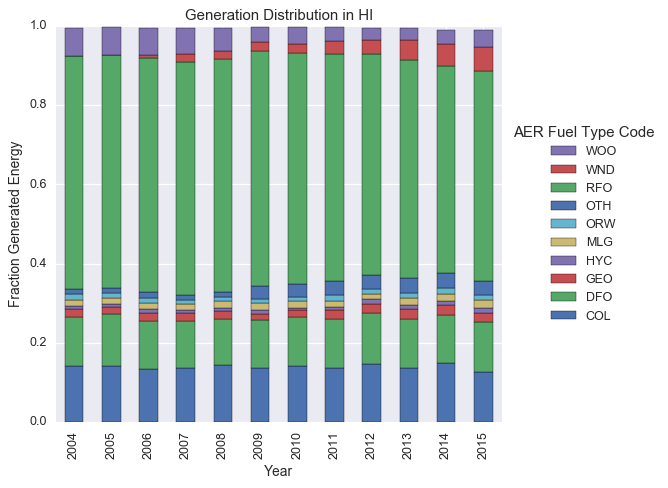 Generation Distribution in HI
1.0
0.8
0.6
0.4
0.2
0.0
Fraction Generated Energy
2004
2005
2006
2007
2008
2009
2010
2011
2012
2013
2014
2015
Year
AER Fuel Type Code
WOO
WND
RFO
OTH
ORW
MLG
HYC
GEO
DFO
COL